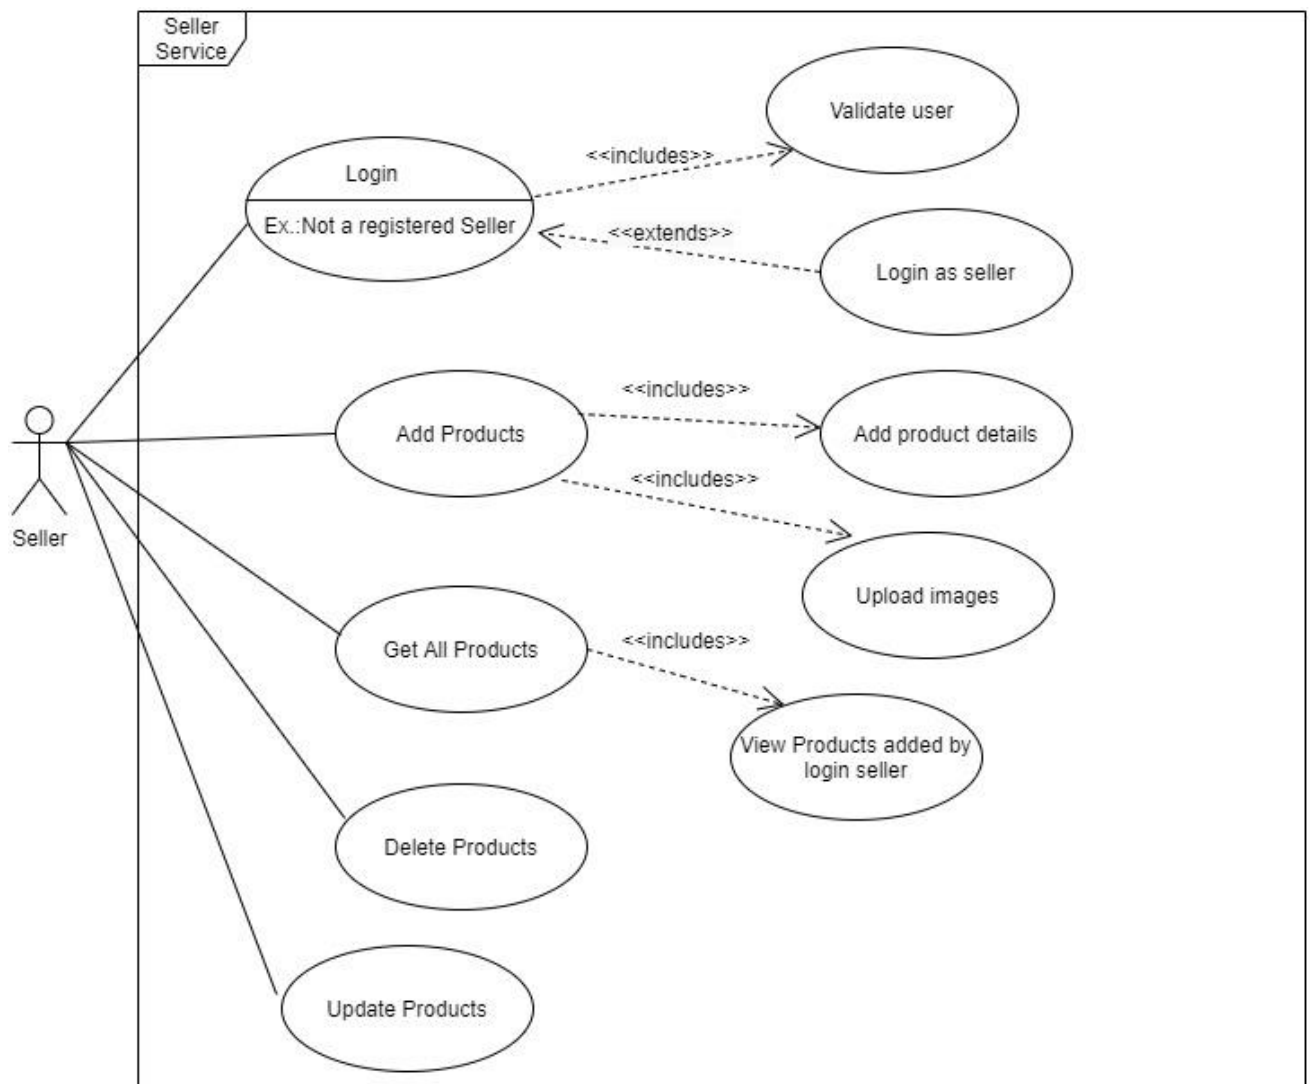 Seller
Service
Validate user
<<includes>>
Login
Ex.:Not a registered Seller
<<extends>>
Login as seller
<<includes>>
Add Products
Add product details
<<includes>>
Seller
Upload images
<<includes>>
Get All Products
View Products added by
login seller
Delete Products
Update Products